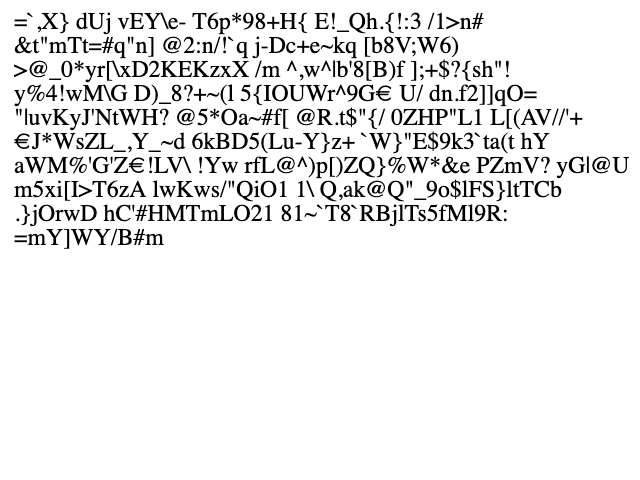 =`,X} dUj vEY\e- T6p*98+H{ E!_Qh.{!:3 /1>n#
&t"mTt=#q"n] @2:n/!`q j-Dc+e~kq [b8V;W6)
>@_0*yr[\xD2KEKzxX /m ^,w^|b'8[B)f ];+$?{sh"!
y%4!wM\G D)_8?+~(l 5{IOUWr^9G€ U/ dn.f2]]qO=
"|uvKyJ'NtWH? @5*Oa~#f[ @R.t$"{/ 0ZHP"L1 L[(AV//'+
€J*WsZL_,Y_~d 6kBD5(Lu-Y}z+ `W}"E$9k3`ta(t hY
aWM%'G'Z€!LV\ !Yw rfL@^)p[)ZQ}%W*&e PZmV? yG|@U
m5xi[I>T6zA lwKws/"QiO1 1\ Q,ak@Q"_9o$lFS}ltTCb
.}jOrwD hC'#HMTmLO21 81~`T8`RBjlTs5fMl9R:
=mY]WY/B#m